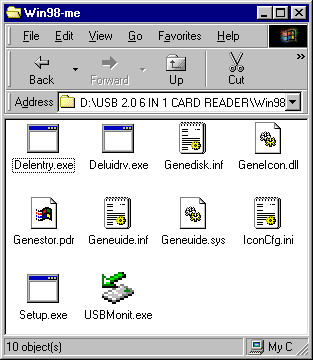 Win98-me
File Edit View Go Favorites »
Back Forward Up Cut »
Address D:\USB 2.0 6 IN 1 CARD READER\Win98
Delentry.exe Deluidrv.exe Genedisk.inf GeneIcon.dll
Genestor.pdr Geneuide.inf Geneuide.sys IconCfg.ini
Setup.exe USBMonit.exe
10 object(s) My C